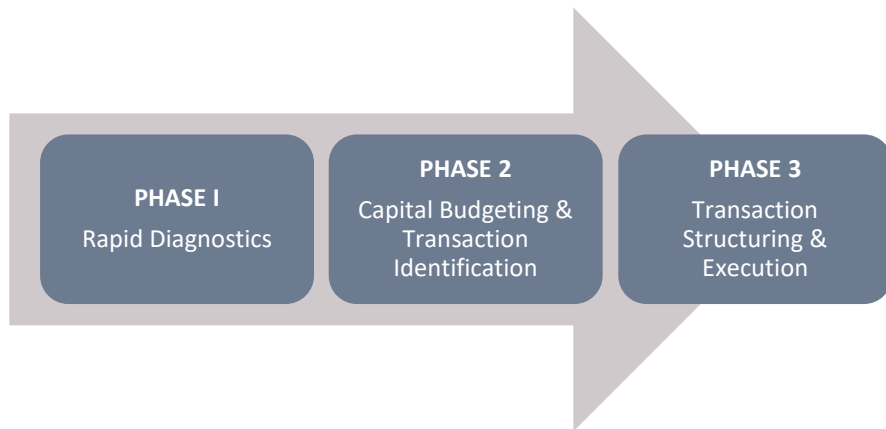 PHASE I
Rapid Diagnostics
PHASE 2
Capital Budgeting &
Transaction
Identification
PHASE 3
Transaction
Structuring &
Execution